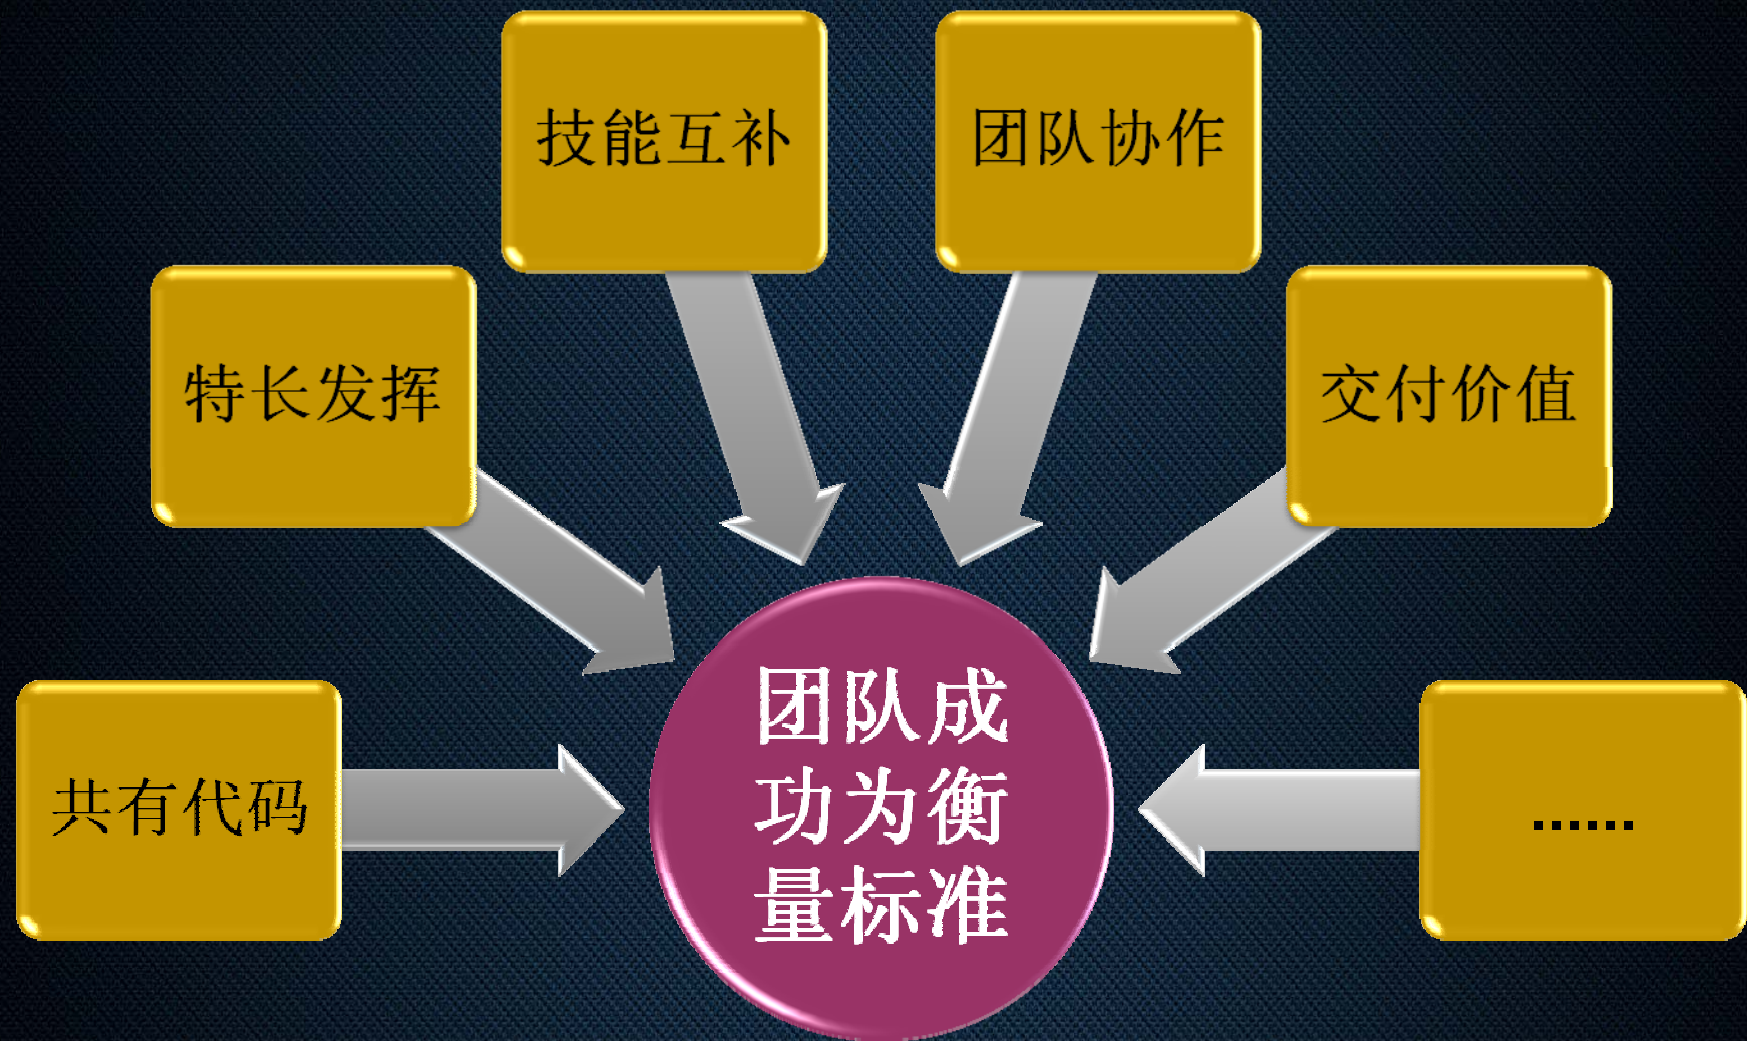 技能互补
团队协作
特长发挥
交付价值
共有代码
团队成
功为衡
量标准
……